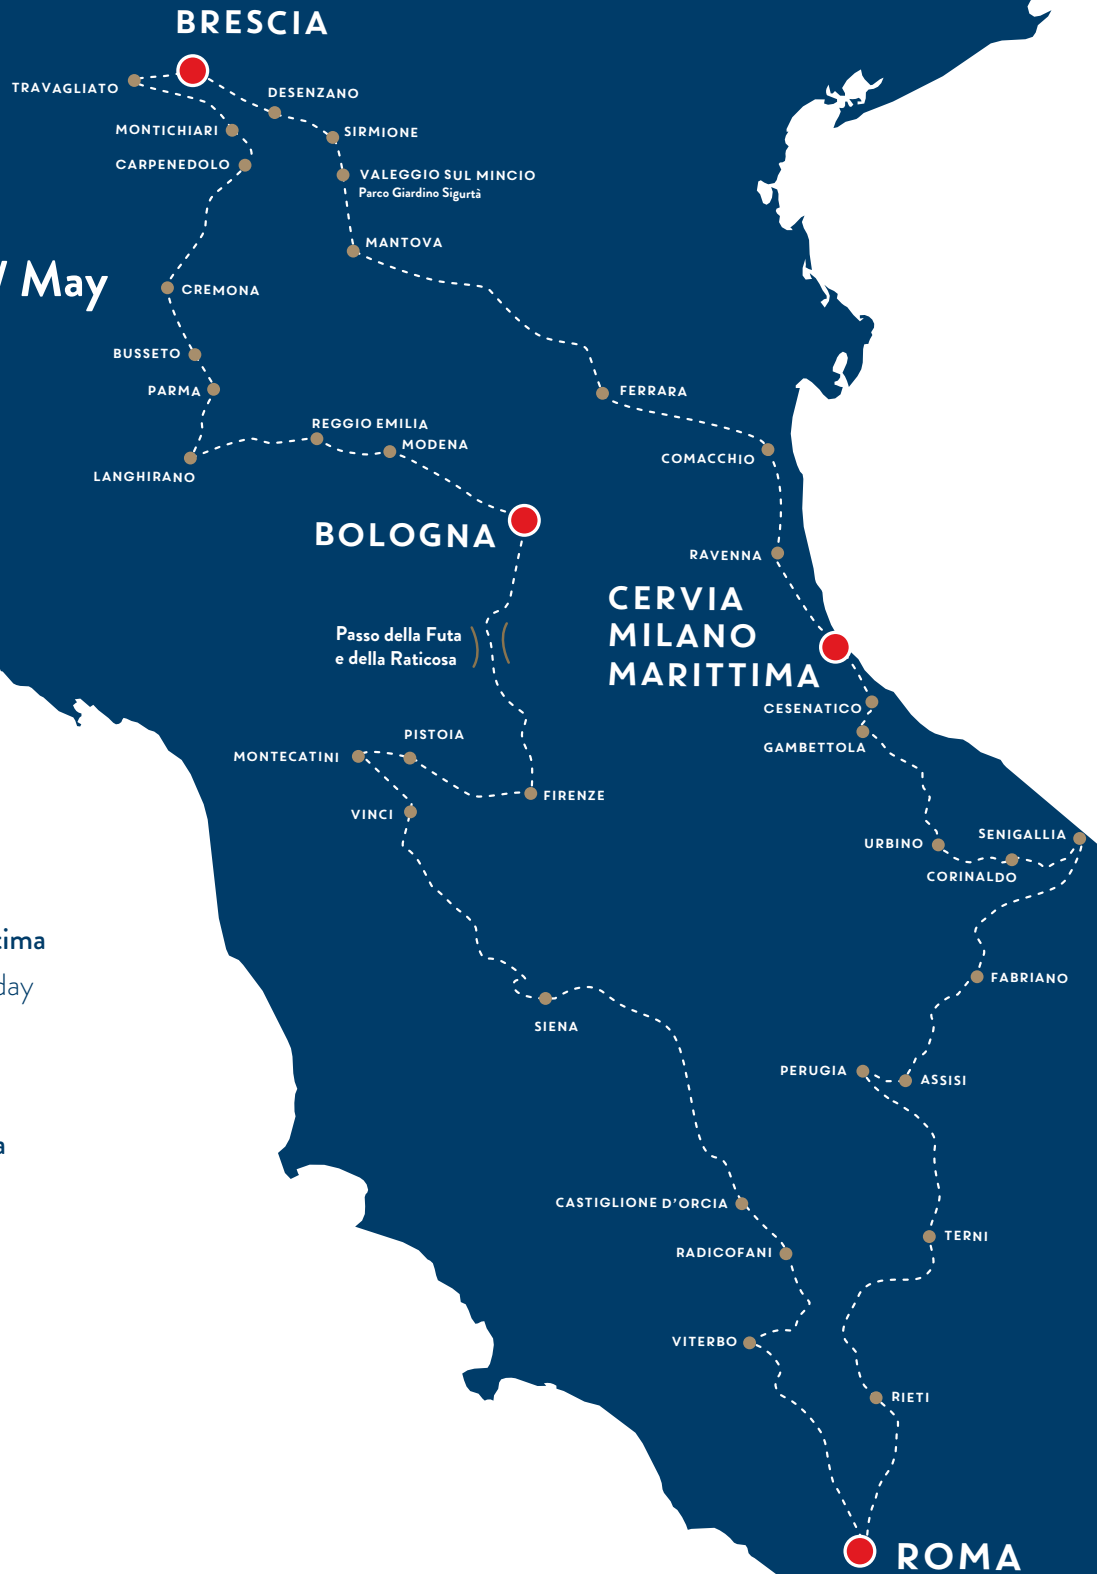 BRESCIA
TRAVAGLIATO
DESENZANO
MONTICHIARI
SIRMIONE
CARPENEDOLO
VALEGGIO SUL MINCIO
Parco Giardino Sigurtà
MANTOVA
May
CREMONA
BUSSETO
PARMA
FERRARA
REGGIO EMILIA
MODENA
COMACCHIO
LANGHIRANO
BOLOGNA
RAVENNA
CERVIA
MILANO
MARITTIMA
Passo della Futa
e della Raticosa
CESENATICO
GAMBETTOLA
PISTOIA
MONTECATINI
FIRENZE
VINCI
URBINO
SENIGALLIA
CORINALDO
tima
day
FABRIANO
SIENA
PERUGIA
ASSISI
a
CASTIGLIONE D'ORCIA
TERNI
RADICOFANI
VITERBO
RIETI
ROMA